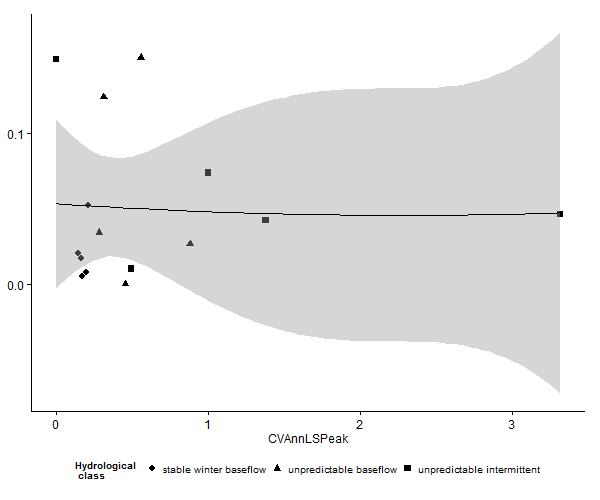 0.1
0.0
0 1 2 3
CVAnnLSPeak
Hydrological
class
stable winter baseflow unpredictable baseflow unpredictable intermittent